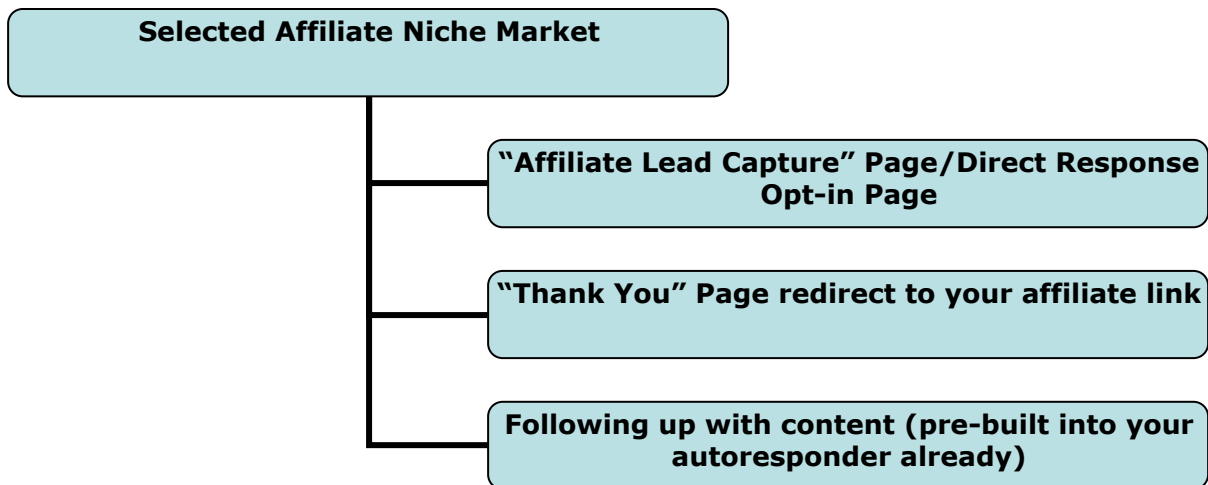 Selected Affiliate Niche Market
“Affiliate Lead Capture” Page/Direct Response
Opt-in Page
“Thank You” Page redirect to your affiliate link
Following up with content (pre-built into your
autoresponder already)